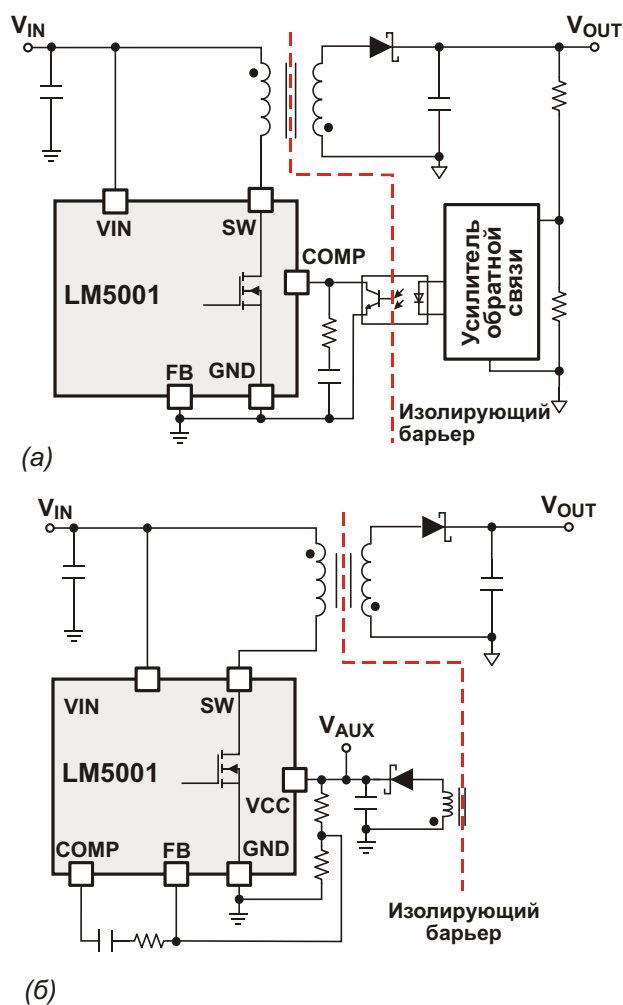 VIN
VOUT
VIN
SW
COMP
LM5001
Усилитель
обратной
связи
FB
GND
Изолирующий
барьер
(а)
VIN
VOUT
VIN
SW
VAUX
LM5001
VCC
COMP
FB
GND
Изолирующий
барьер
(б)